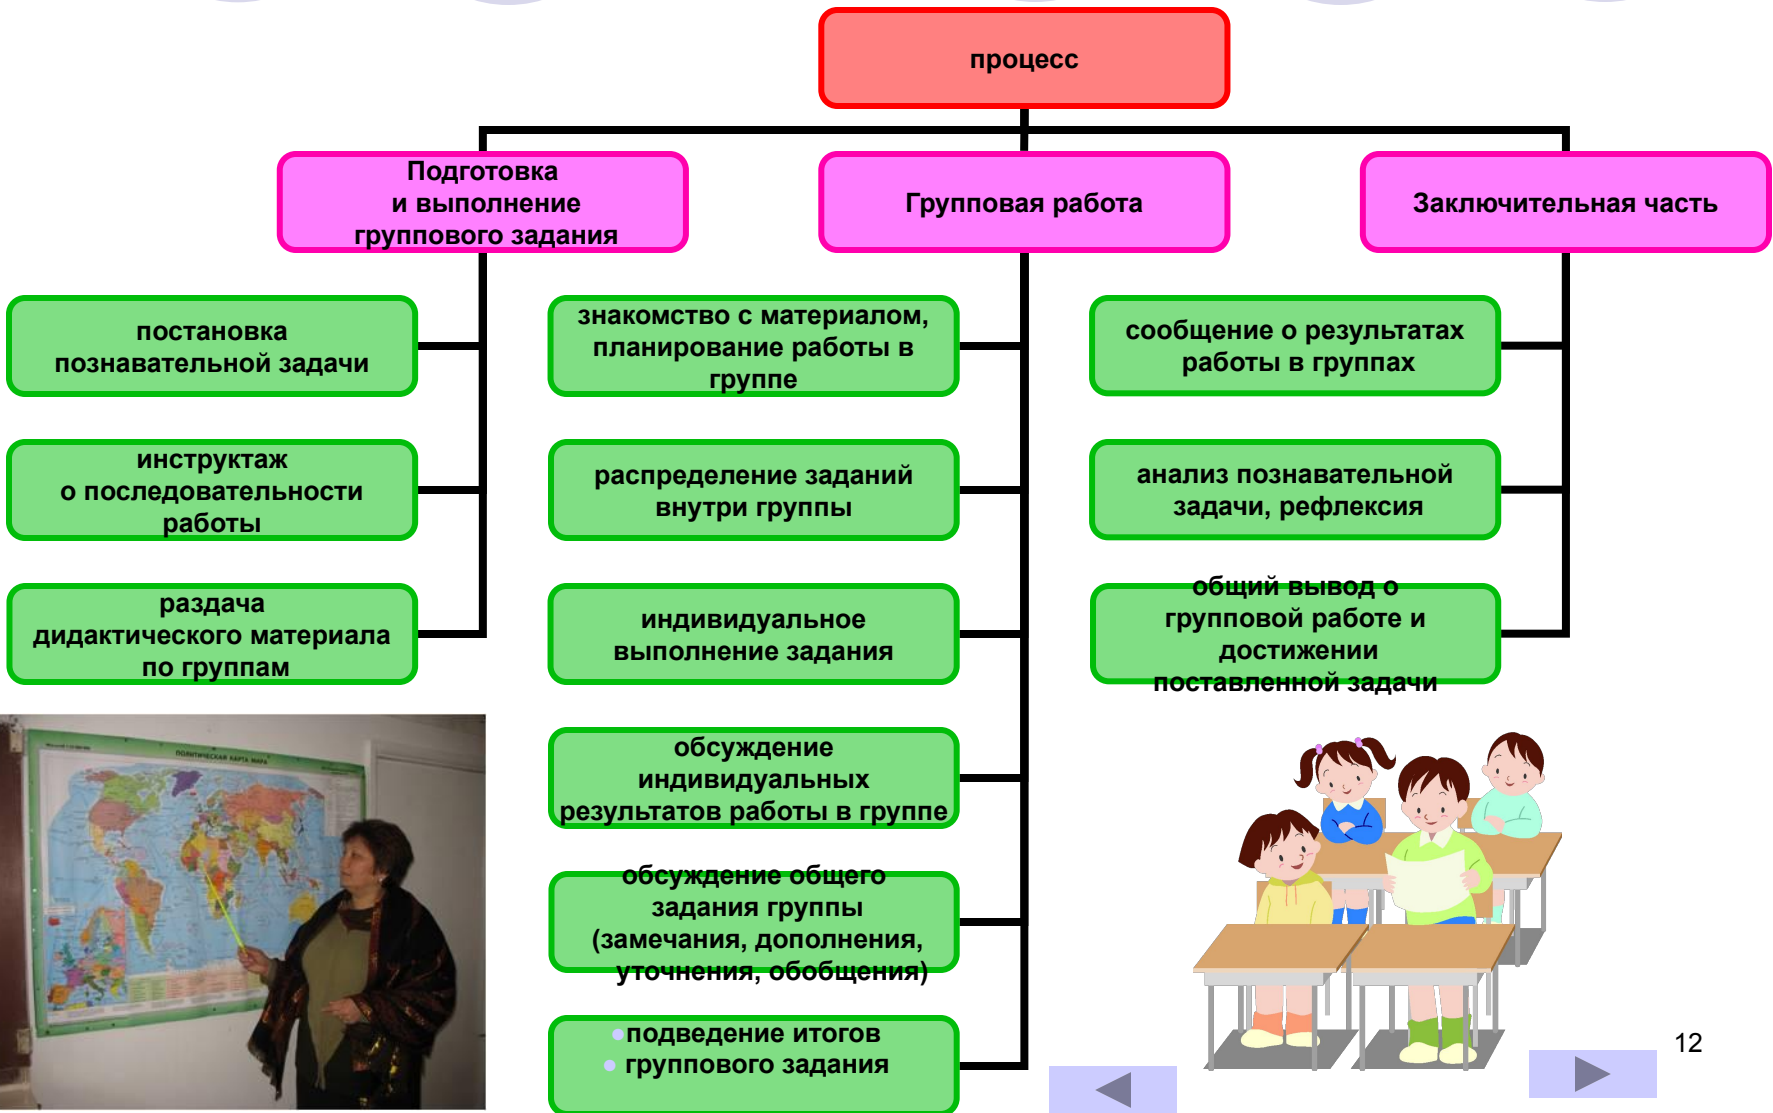 процесс
Подготовка
и выполнение
группового задания
Групповая работа
Заключительная часть
постановка
познавательной задачи
инструктаж
о последовательности
работы
раздача
дидактического материала
по группам
знакомство с материалом,
планирование работы в
группе
распределение заданий
внутри группы
индивидуальное
выполнение задания
обсуждение
индивидуальных
результатов работы в группе
обсуждение общего
задания группы
(замечания, дополнения,
уточнения, обобщения)
подведение итогов
группового задания
сообщение о результатах
работы в группах
анализ познавательной
задачи, рефлексия
общий вывод о
групповой работе и
достижении
поставленной задачи
ПОЛИТИЧЕСКАЯ КАРТА МИРА
12